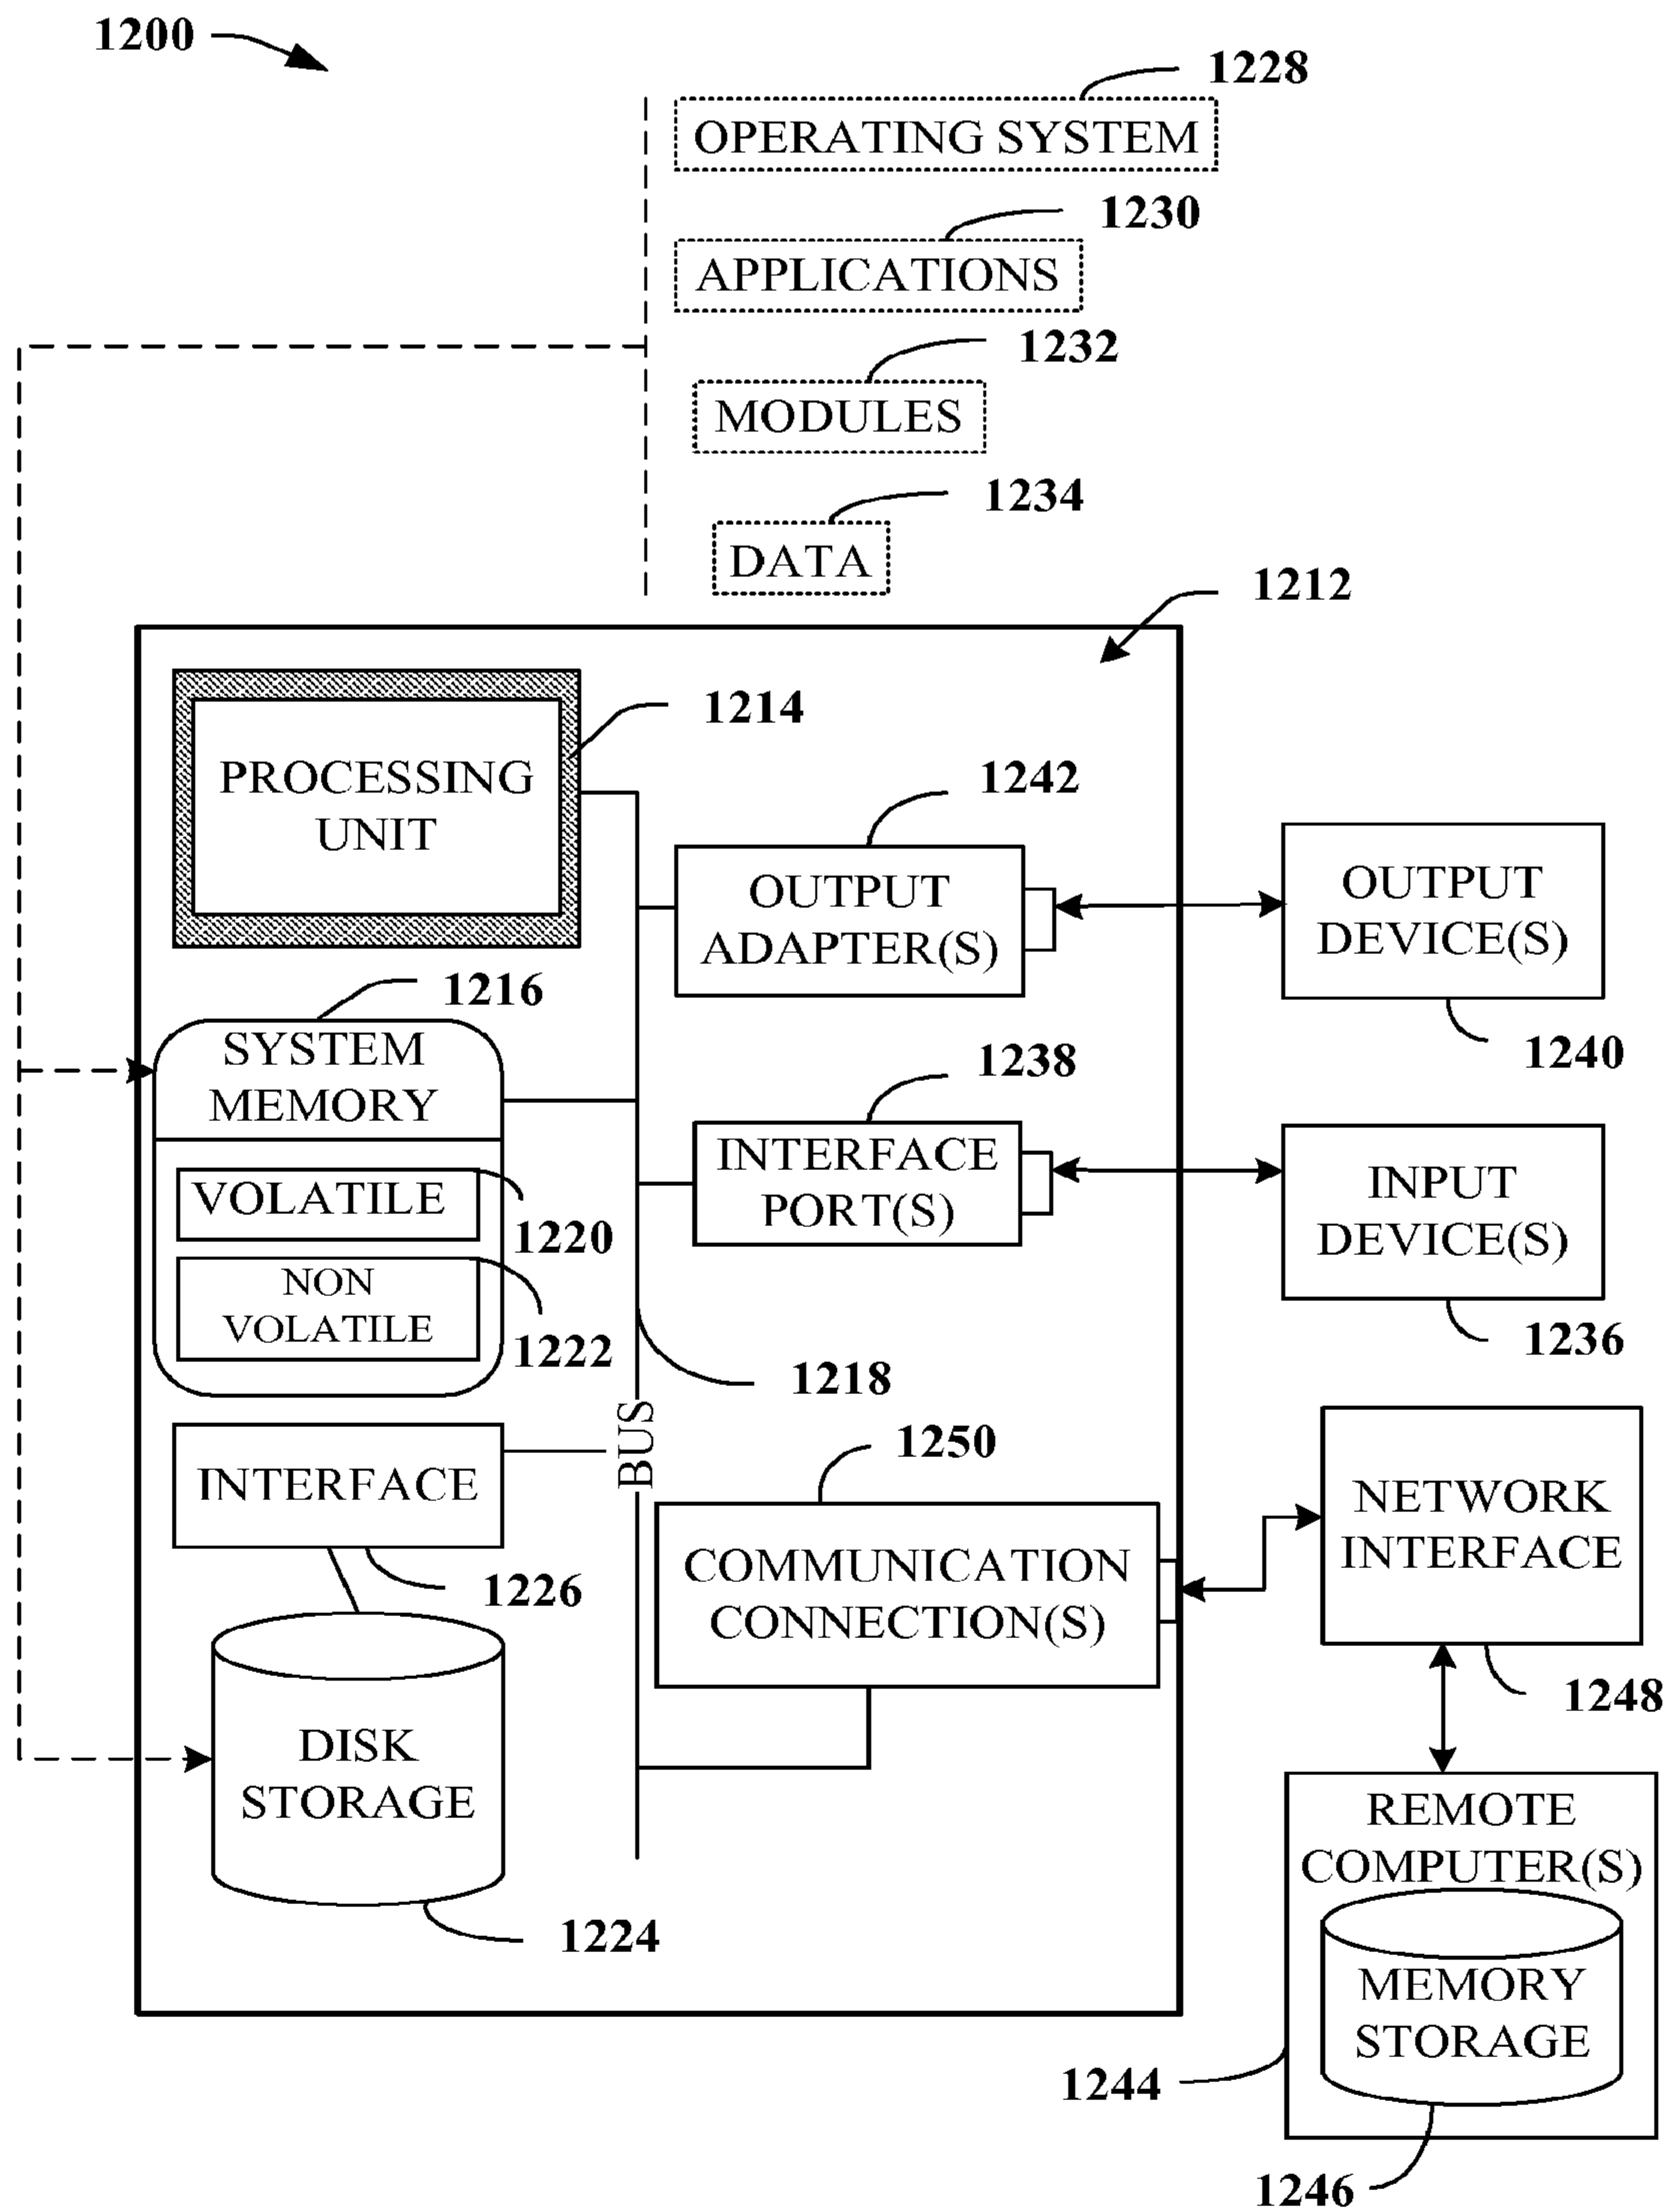 1200
1228
OPERATING SYSTEM
1230
APPLICATIONS
1232
MODULES
1234
DATA
1212
1214
PROCESSING
UNIT
1242
OUTPUT
ADAPTER(S)
OUTPUT
DEVICE(S)
1240
1216
SYSTEM
MEMORY
1238
INTERFACE
PORT(S)
INPUT
DEVICE(S)
1236
VOLATILE
1220
NON
VOLATILE
1222
1218
BUS
1250
INTERFACE
1226
COMMUNICATION
CONNECTION(S)
NETWORK
INTERFACE
1248
DISK
STORAGE
1224
REMOTE
COMPUTER(S)
MEMORY
STORAGE
1244
1246